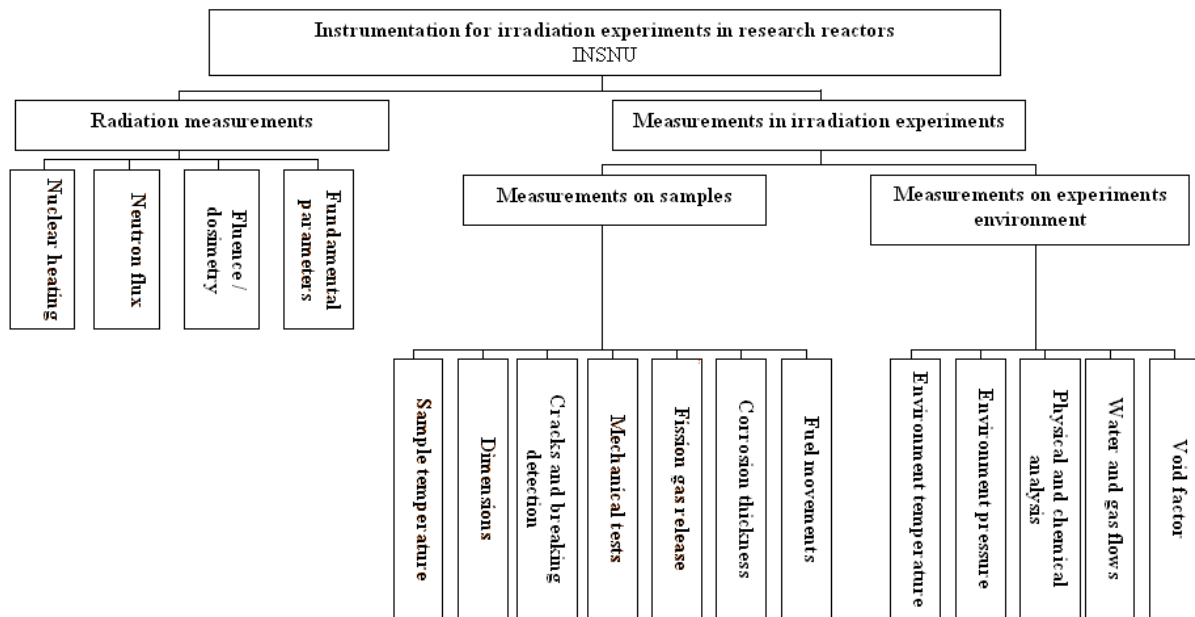 Instrumentation for irradiation experiments in research reactors
INSNU
Radiation measurements
Measurements in irradiation experiments
Nuclear heating
Neutron flux
Fluence /
dosimetry
Fundamental
parameters
Measurements on samples
Measurements on experiments
environment
Sample temperature
Dimensions
Cracks and breaking
detection
Mechanical tests
Fission gas release
Corrosion thickness
Fuel movements
Environment temperature
Environment pressure
Physical and chemical
analysis
Water and gas flows
Void factor